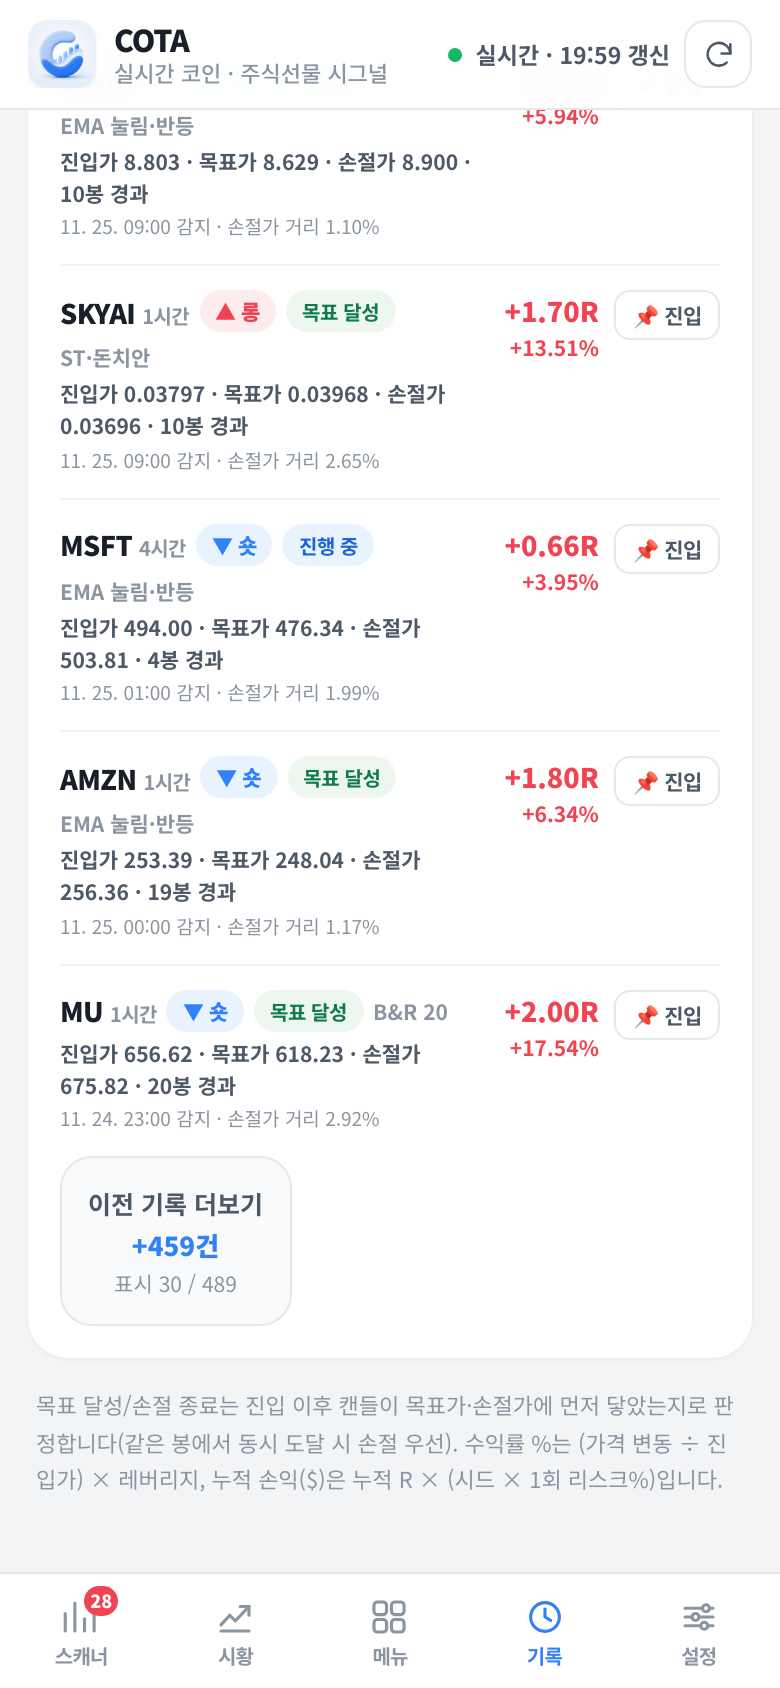 COTA
실시간 코인 · 주식선물 시그널
실시간 · 19:59 갱신
+5.94%
EMA 눌림·반등
진입가 8.803 · 목표가 8.629 · 손절가 8.900 ·
10봉 경과
11. 25. 09:00 감지 · 손절가 거리 1.10%
SKYAI 1시간 ▲ 롱 목표 달성 +1.70R 📌 진입
+13.51%
ST·돈치안
진입가 0.03797 · 목표가 0.03968 · 손절가
0.03696 · 10봉 경과
11. 25. 09:00 감지 · 손절가 거리 2.65%
MSFT 4시간 ▼ 숏 진행 중 +0.66R 📌 진입
+3.95%
EMA 눌림·반등
진입가 494.00 · 목표가 476.34 · 손절가
503.81 · 4봉 경과
11. 25. 01:00 감지 · 손절가 거리 1.99%
AMZN 1시간 ▼ 숏 목표 달성 +1.80R 📌 진입
+6.34%
EMA 눌림·반등
진입가 253.39 · 목표가 248.04 · 손절가
256.36 · 19봉 경과
11. 25. 00:00 감지 · 손절가 거리 1.17%
MU 1시간 ▼ 숏 목표 달성 B&R 20 +2.00R 📌 진입
+17.54%
진입가 656.62 · 목표가 618.23 · 손절가
675.82 · 20봉 경과
11. 24. 23:00 감지 · 손절가 거리 2.92%
이전 기록 더보기
+459건
표시 30 / 489
목표 달성/손절 종료는 진입 이후 캔들이 목표가·손절가에 먼저 닿았는지로 판
정합니다(같은 봉에서 동시 도달 시 손절 우선). 수익률 %는 (가격 변동 ÷ 진
입가) × 레버리지, 누적 손익($)은 누적 R × (시드 × 1회 리스크%)입니다.
28
스캐너 시황 메뉴 기록 설정